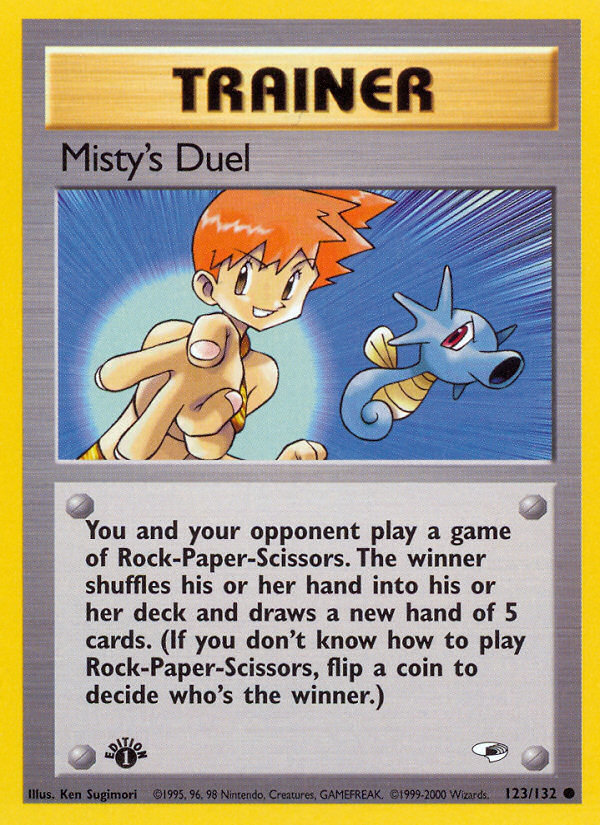 TRAINER
Misty's Duel
You and your opponent play a game
of Rock-Paper-Scissors. The winner
shuffles his or her hand into his or
her deck and draws a new hand of 5
cards. (If you don't know how to play
Rock-Paper-Scissors, flip a coin to
decide who's the winner.)
EDITION
1
Illus. Ken Sugimori ©1995, 96, 98 Nintendo, Creatures, GAMEFREAK. ©1999-2000 Wizards. 123/132